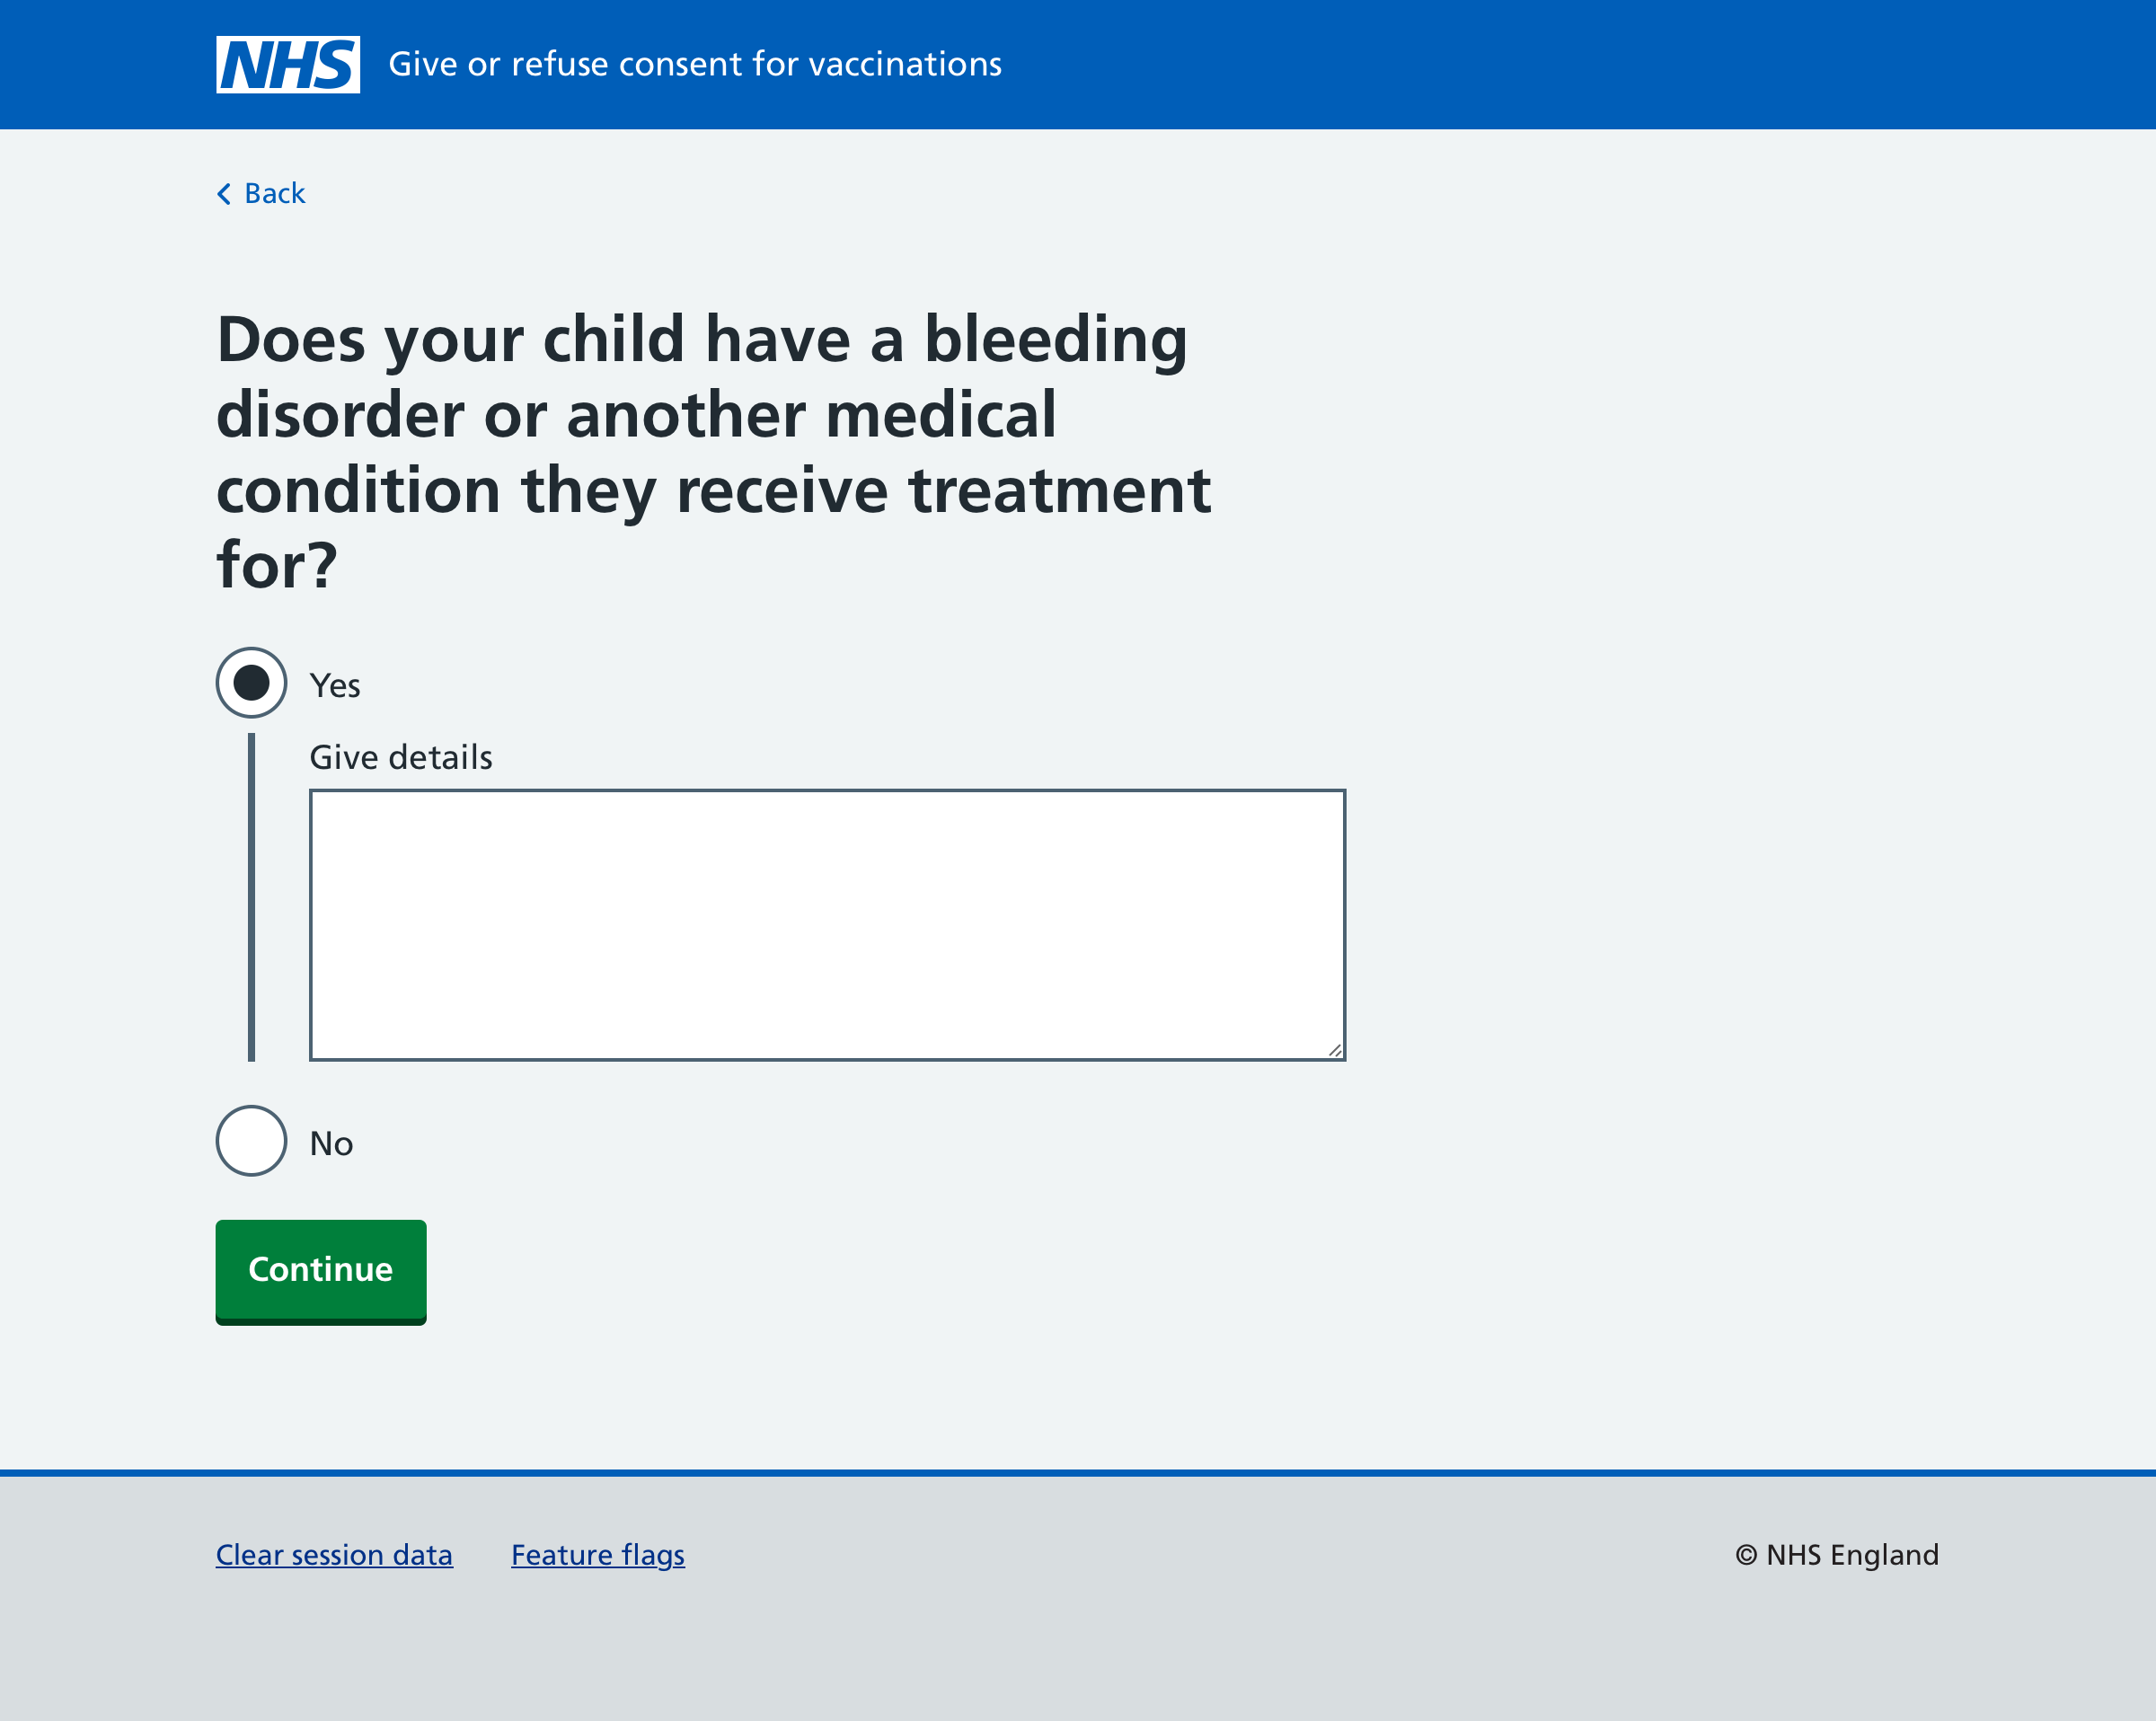 NHS Give or refuse consent for vaccinations
Back
Does your child have a bleeding
disorder or another medical
condition they receive treatment
for?
Yes
Give details
No
Continue
Clear session data Feature flags © NHS England